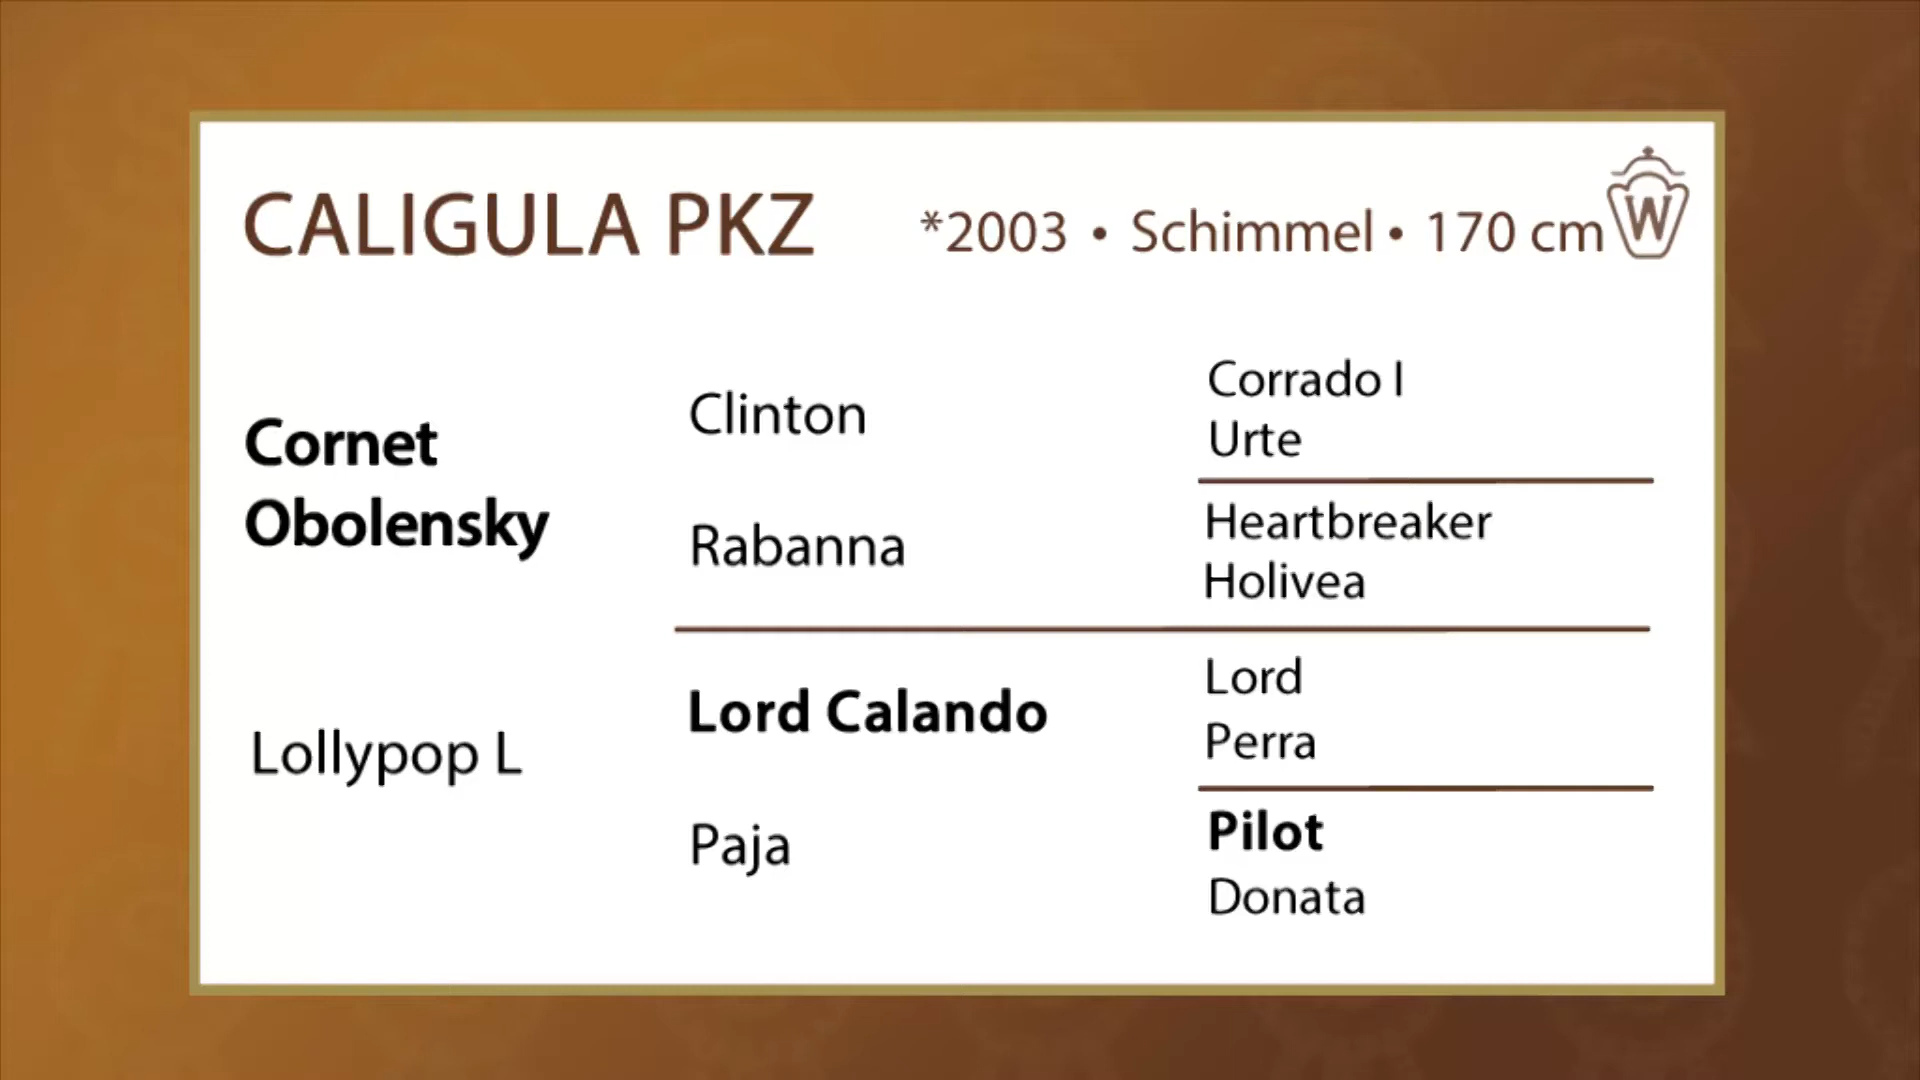 CALIGULA PKZ
*2003 • Schimmel • 170 cm
W
Cornet
Obolensky
Clinton
Corrado I
Urte
Rabanna
Heartbreaker
Holivea
Lollypop L
Lord Calando
Lord
Perra
Paja
Pilot
Donata